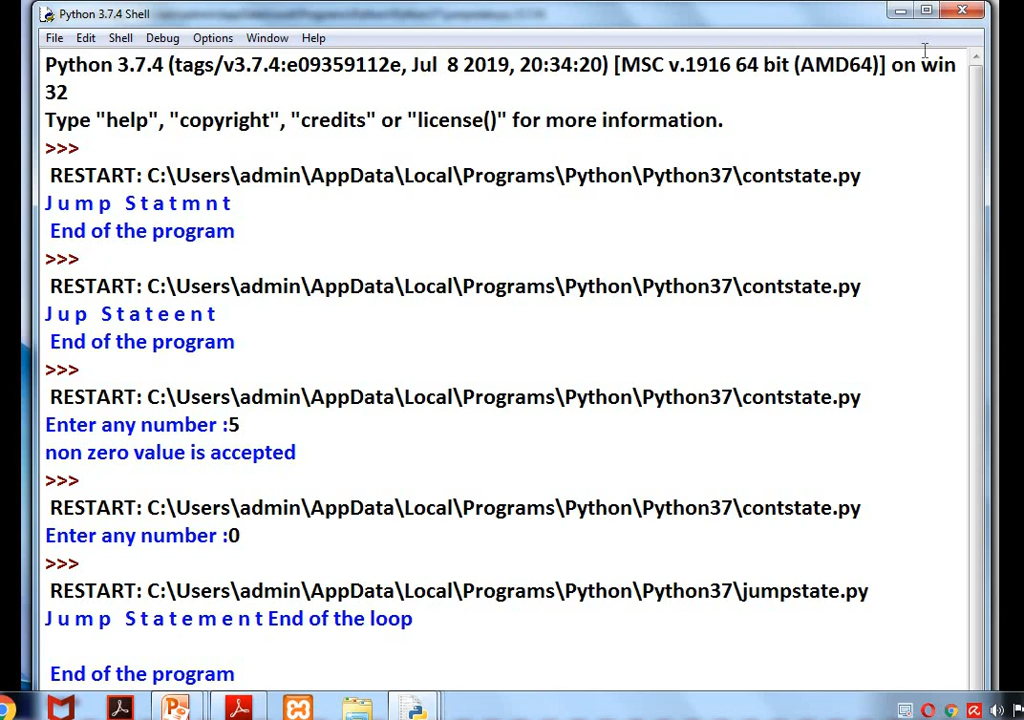 Python 3.7.4 Shell
File Edit Shell Debug Options Window Help
Python 3.7.4 (tags/v3.7.4:e09359112e, Jul  8 2019, 20:34:20) [MSC v.1916 64 bit (AMD64)] on win
32
Type "help", "copyright", "credits" or "license()" for more information.
>>>
RESTART: C:\Users\admin\AppData\Local\Programs\Python\Python37\contstate.py
J u m p   S t a t m n t
End of the program
>>>
RESTART: C:\Users\admin\AppData\Local\Programs\Python\Python37\contstate.py
J u p   S t a t e e n t
End of the program
>>>
RESTART: C:\Users\admin\AppData\Local\Programs\Python\Python37\contstate.py
Enter any number :5
non zero value is accepted
>>>
RESTART: C:\Users\admin\AppData\Local\Programs\Python\Python37\contstate.py
Enter any number :0
>>>
RESTART: C:\Users\admin\AppData\Local\Programs\Python\Python37\jumpstate.py
J u m p   S t a t e m e n t End of the loop
End of the program